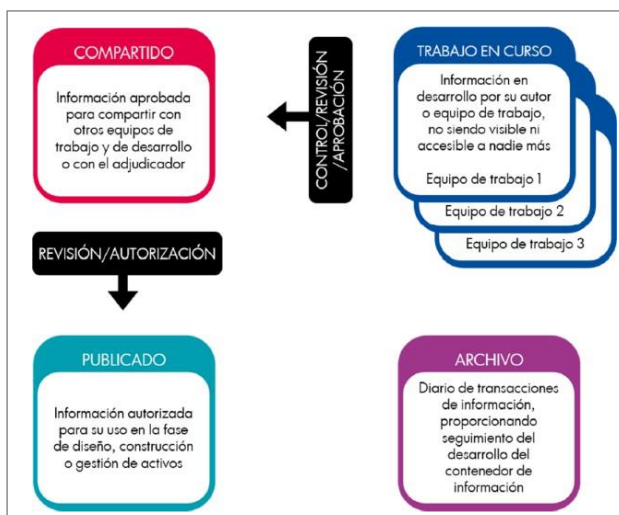 COMPARTIDO
Información aprobada
para compartir con
otros equipos de
trabajo y de desarrollo
o con el adjudicador
CONTROL/REVISIÓN
/APROBACIÓN
TRABAJO EN CURSO
Información en
desarrollo por su autor
o equipo de trabajo,
no siendo visible ni
accesible a nadie más
Equipo de trabajo 1
Equipo de trabajo 2
Equipo de trabajo 3
REVISIÓN/AUTORIZACIÓN
PUBLICADO
Información autorizada
para su uso en la fase
de diseño, construcción
o gestión de activos
ARCHIVO
Diario de transacciones
de información,
proporcionando
seguimiento del
desarrollo del
contenedor de
información